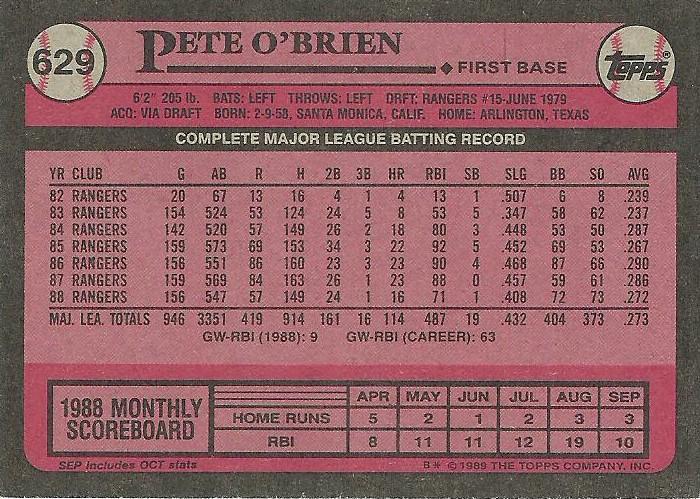 629
PETE O'BRIEN
FIRST BASE
TOPPS®
6'2" 205 lb. BATS: LEFT THROWS: LEFT DRFT: RANGERS #15-JUNE 1979
ACQ: VIA DRAFT BORN: 2-9-58, SANTA MONICA, CALIF. HOME: ARLINGTON, TEXAS
COMPLETE MAJOR LEAGUE BATTING RECORD
YR CLUB G AB R H 2B 3B HR RBI SB SLG BB SO AVG
82 RANGERS 20 67 13 16 4 1 4 13 1 .507 6 8 .239
83 RANGERS 154 524 53 124 24 5 8 53 5 .347 58 62 .237
84 RANGERS 142 520 57 149 26 2 18 80 3 .448 53 50 .287
85 RANGERS 159 573 69 153 34 3 22 92 5 .452 69 53 .267
86 RANGERS 156 551 86 160 23 3 23 90 4 .468 87 66 .290
87 RANGERS 159 569 84 163 26 1 23 88 0 .457 59 61 .286
88 RANGERS 156 547 57 149 24 1 16 71 1 .408 72 73 .272
MAJ. LEA. TOTALS 946 3351 419 914 161 16 114 487 19 .432 404 373 .273
GW-RBI (1988): 9 GW-RBI (CAREER): 63
1988 MONTHLY SCOREBOARD
APR MAY JUN JUL AUG SEP
HOME RUNS 5 2 1 2 3 3
RBI 8 11 11 12 19 10
SEP Includes OCT stats
B* © 1989 THE TOPPS COMPANY, INC.